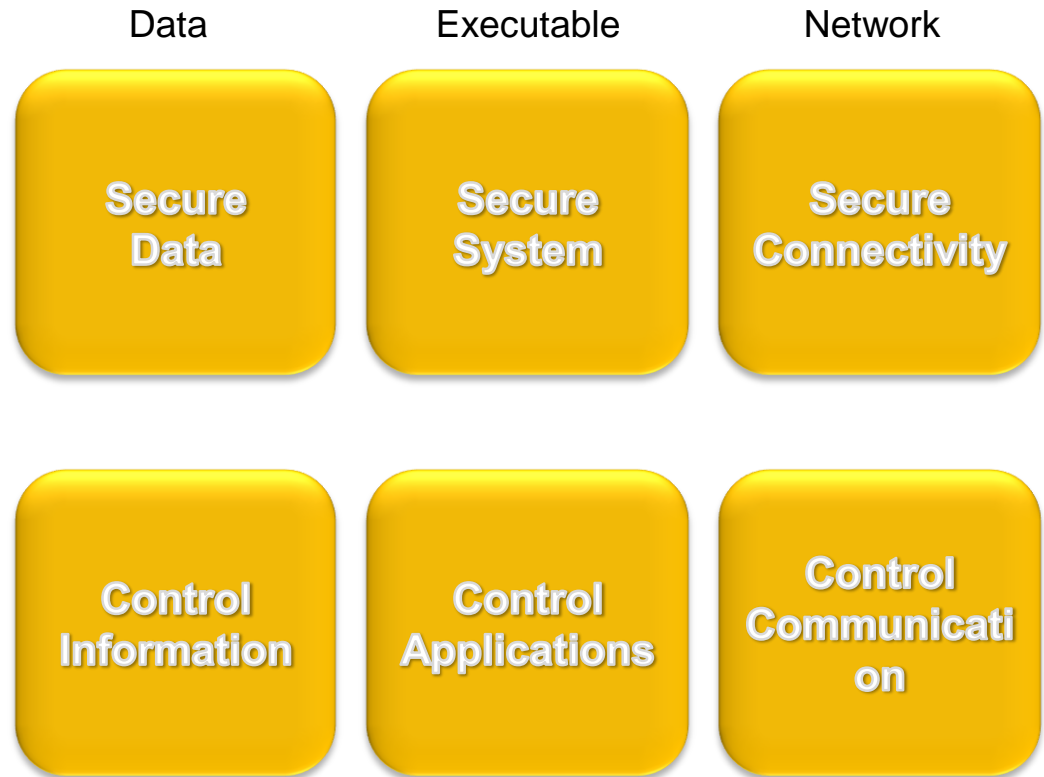 Data Executable Network
Secure
Data
Secure
System
Secure
Connectivity
Control
Information
Control
Applications
Control
Communicati
on